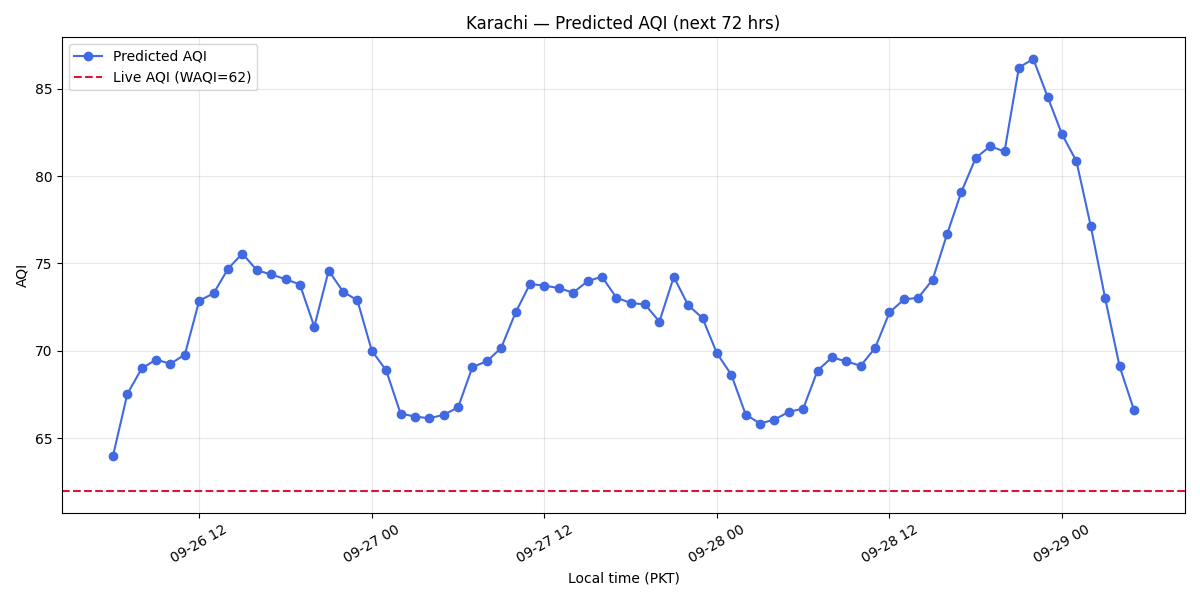 Karachi — Predicted AQI (next 72 hrs)
Predicted AQI
Live AQI (WAQI=62)
85
80
75
70
65
AQI
09-26 12
09-27 00
09-27 12
09-28 00
09-28 12
09-29 00
Local time (PKT)